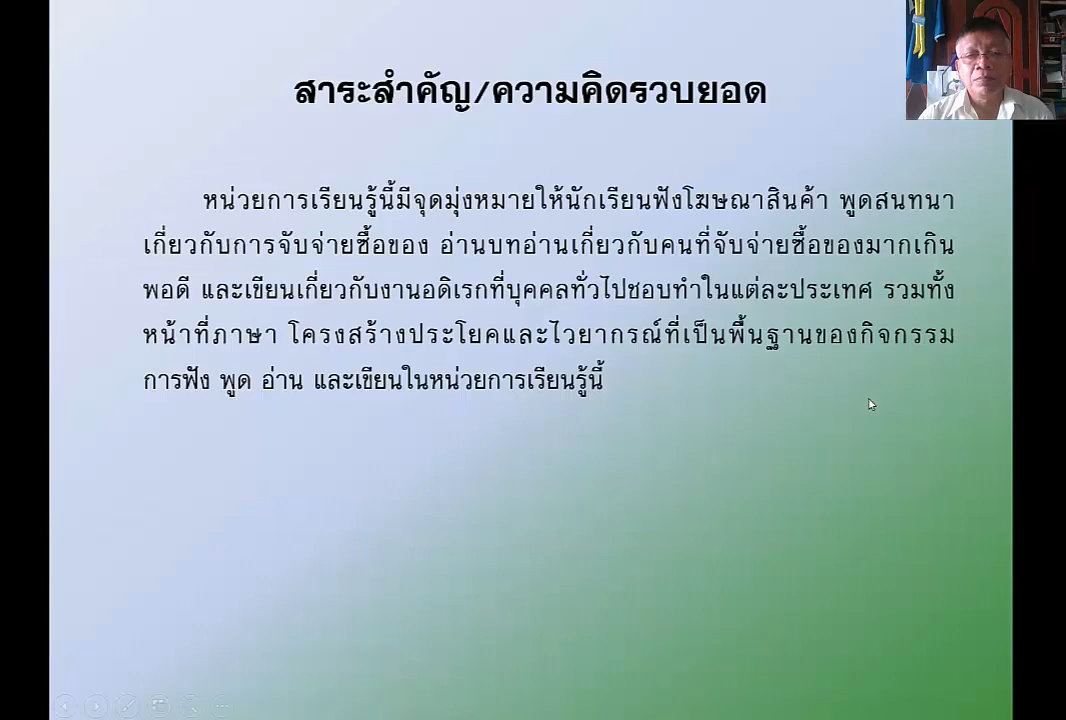 สาระสำคัญ/ความคิดรวบยอด
หน่วยการเรียนรู้นี้มีจุดมุ่งหมายให้นักเรียนฟังโฆษณาสินค้า พูดสนทนา
เกี่ยวกับการจับจ่ายซื้อของ อ่านบทอ่านเกี่ยวกับคนที่จับจ่ายซื้อของมากเกิน
พอดี และเขียนเกี่ยวกับงานอดิเรกที่บุคคลทั่วไปชอบทำในแต่ละประเทศ รวมทั้ง
หน้าที่ภาษา โครงสร้างประโยคและไวยากรณ์ที่เป็นพื้นฐานของกิจกรรม
การฟัง พูด อ่าน และเขียนในหน่วยการเรียนรู้นี้